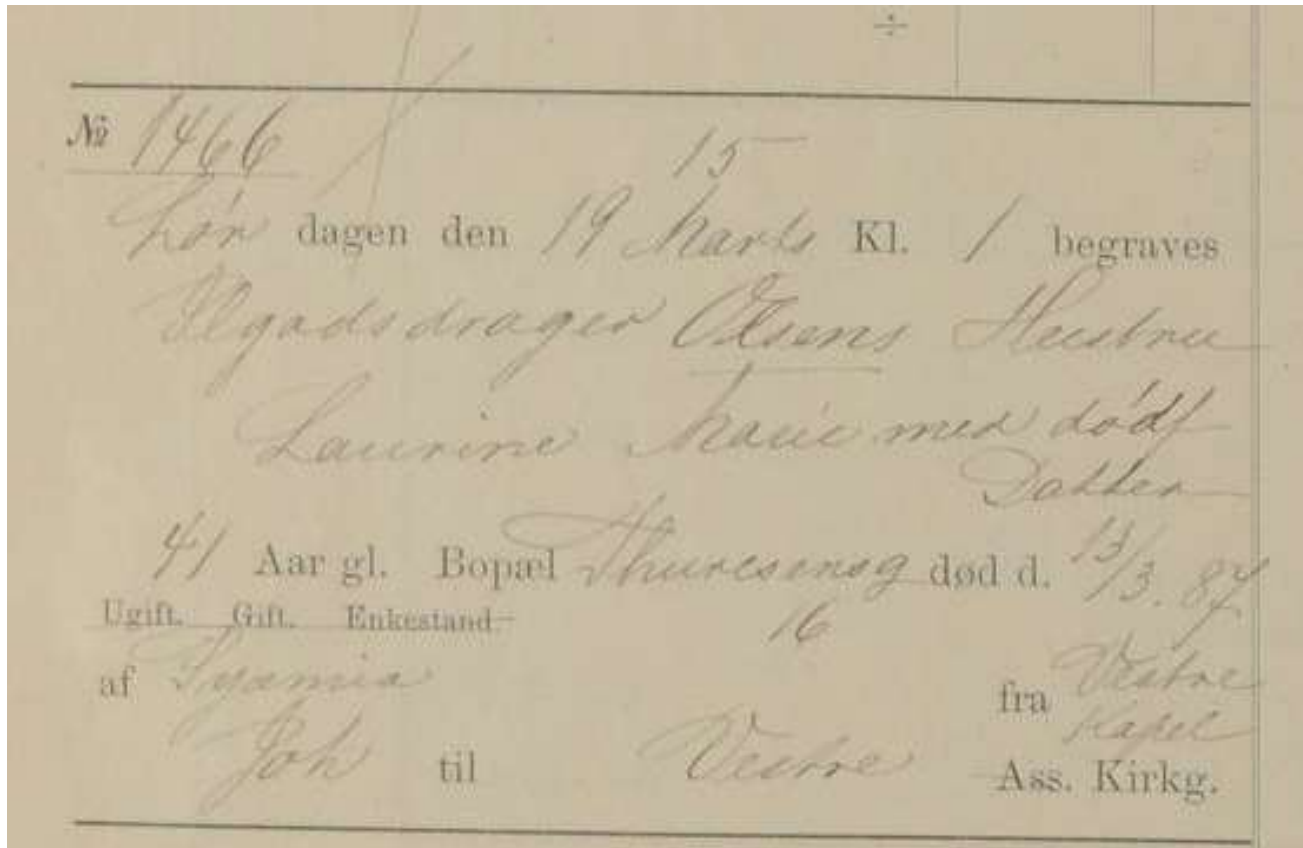 ÷
№ 1466
15
Lør dagen den 19 Marts Kl. 1 begraves
Olsens Hustru
Laurine Marie med dødf
Datter
41 Aar gl. Bopæl Thuresensg død d. 13/3. 87.
Ugift. Gift. Enkestand.
16
af Pyæmia fra Vestre
Kapel
Joh til Vestre Ass. Kirkg.